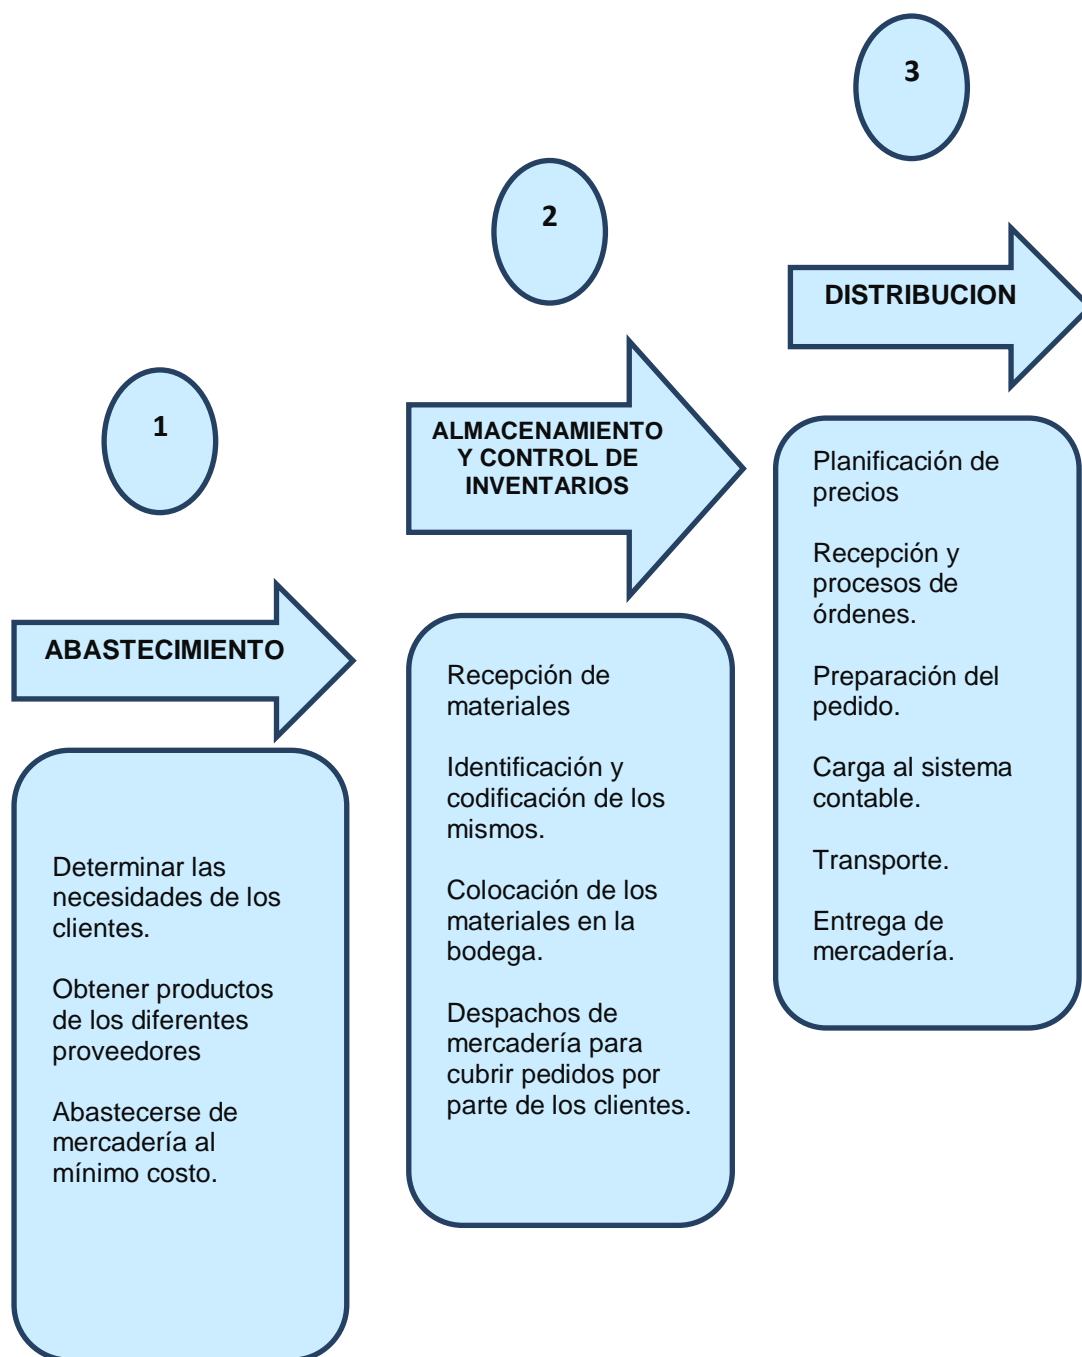 1
ABASTECIMIENTO
Determinar las
necesidades de los
clientes.
Obtener productos
de los diferentes
proveedores
Abastecerse de
mercadería al
mínimo costo.
2
ALMACENAMIENTO
Y CONTROL DE
INVENTARIOS
Recepción de
materiales
Identificación y
codificación de los
mismos.
Colocación de los
materiales en la
bodega.
Despachos de
mercadería para
cubrir pedidos por
parte de los clientes.
3
DISTRIBUCION
Planificación de
precios
Recepción y
procesos de
órdenes.
Preparación del
pedido.
Carga al sistema
contable.
Transporte.
Entrega de
mercadería.